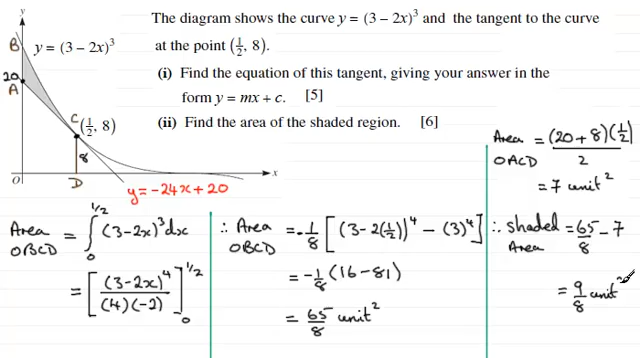 y
B
y = (3 − 2x)³
20
A
C
(1/2, 8)
8
O
D
x
y = −24x + 20
The diagram shows the curve y = (3 − 2x)³ and the tangent to the curve
at the point (1/2, 8).
(i) Find the equation of this tangent, giving your answer in the
form y = mx + c. [5]
(ii) Find the area of the shaded region. [6]
Area OBCD = ∫₀^(1/2) (3−2x)³ dx
= [(3−2x)⁴ / (4)(−2)]₀^(1/2)
∴ Area OBCD = −1/8 [(3−2(1/2))⁴ − (3)⁴]
= −1/8 (16−81)
= 65/8 unit²
Area OACD = (20+8)(1/2) / 2
= 7 unit²
∴ Shaded Area = 65/8 − 7
= 9/8 unit²